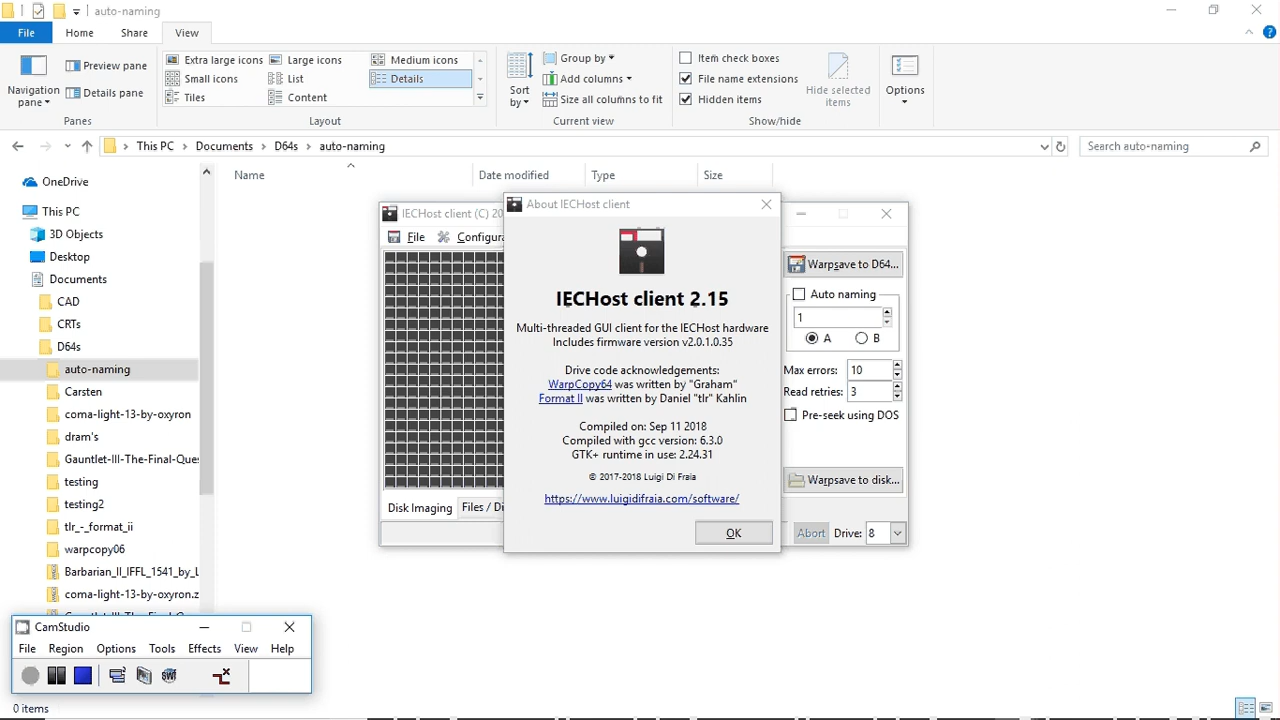 auto-naming
File Home Share View
Navigation pane
Preview pane
Details pane
Panes
Extra large icons Large icons Medium icons
Small icons List Details
Tiles Content
Layout
Sort by
Group by
Add columns
Size all columns to fit
Current view
Item check boxes
File name extensions
Hidden items
Hide selected items
Show/hide
Options
This PC Documents D64s auto-naming
Search auto-naming
Name Date modified Type Size
OneDrive
This PC
3D Objects
Desktop
Documents
CAD
CRTs
D64s
auto-naming
Carsten
coma-light-13-by-oxyron
dram's
Gauntlet-III-The-Final-Ques
testing
testing2
tlr_-_format_ii
warpcopy06
Barbarian_II_IFFL_1541_by_L
coma-light-13-by-oxyron.z
IECHost client (C) 20
File Configura
Disk Imaging Files / Di
Warpsave to D64...
Auto naming
1
A B
Max errors: 10
Read retries: 3
Pre-seek using DOS
Warpsave to disk...
Abort Drive: 8
About IECHost client
IECHost client 2.15
Multi-threaded GUI client for the IECHost hardware
Includes firmware version v2.0.1.0.35
Drive code acknowledgements:
WarpCopy64 was written by "Graham"
Format II was written by Daniel "tlr" Kahlin
Compiled on: Sep 11 2018
Compiled with gcc version: 6.3.0
GTK+ runtime in use: 2.24.31
© 2017-2018 Luigi Di Fraia
https://www.luigidifraia.com/software/
OK
CamStudio
File Region Options Tools Effects View Help
SWF
0 items